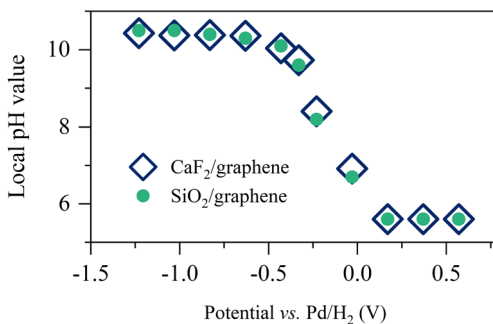 10
8
6
Local pH value
CaF₂/graphene
SiO₂/graphene
-1.5 -1.0 -0.5 0.0 0.5
Potential vs. Pd/H₂ (V)